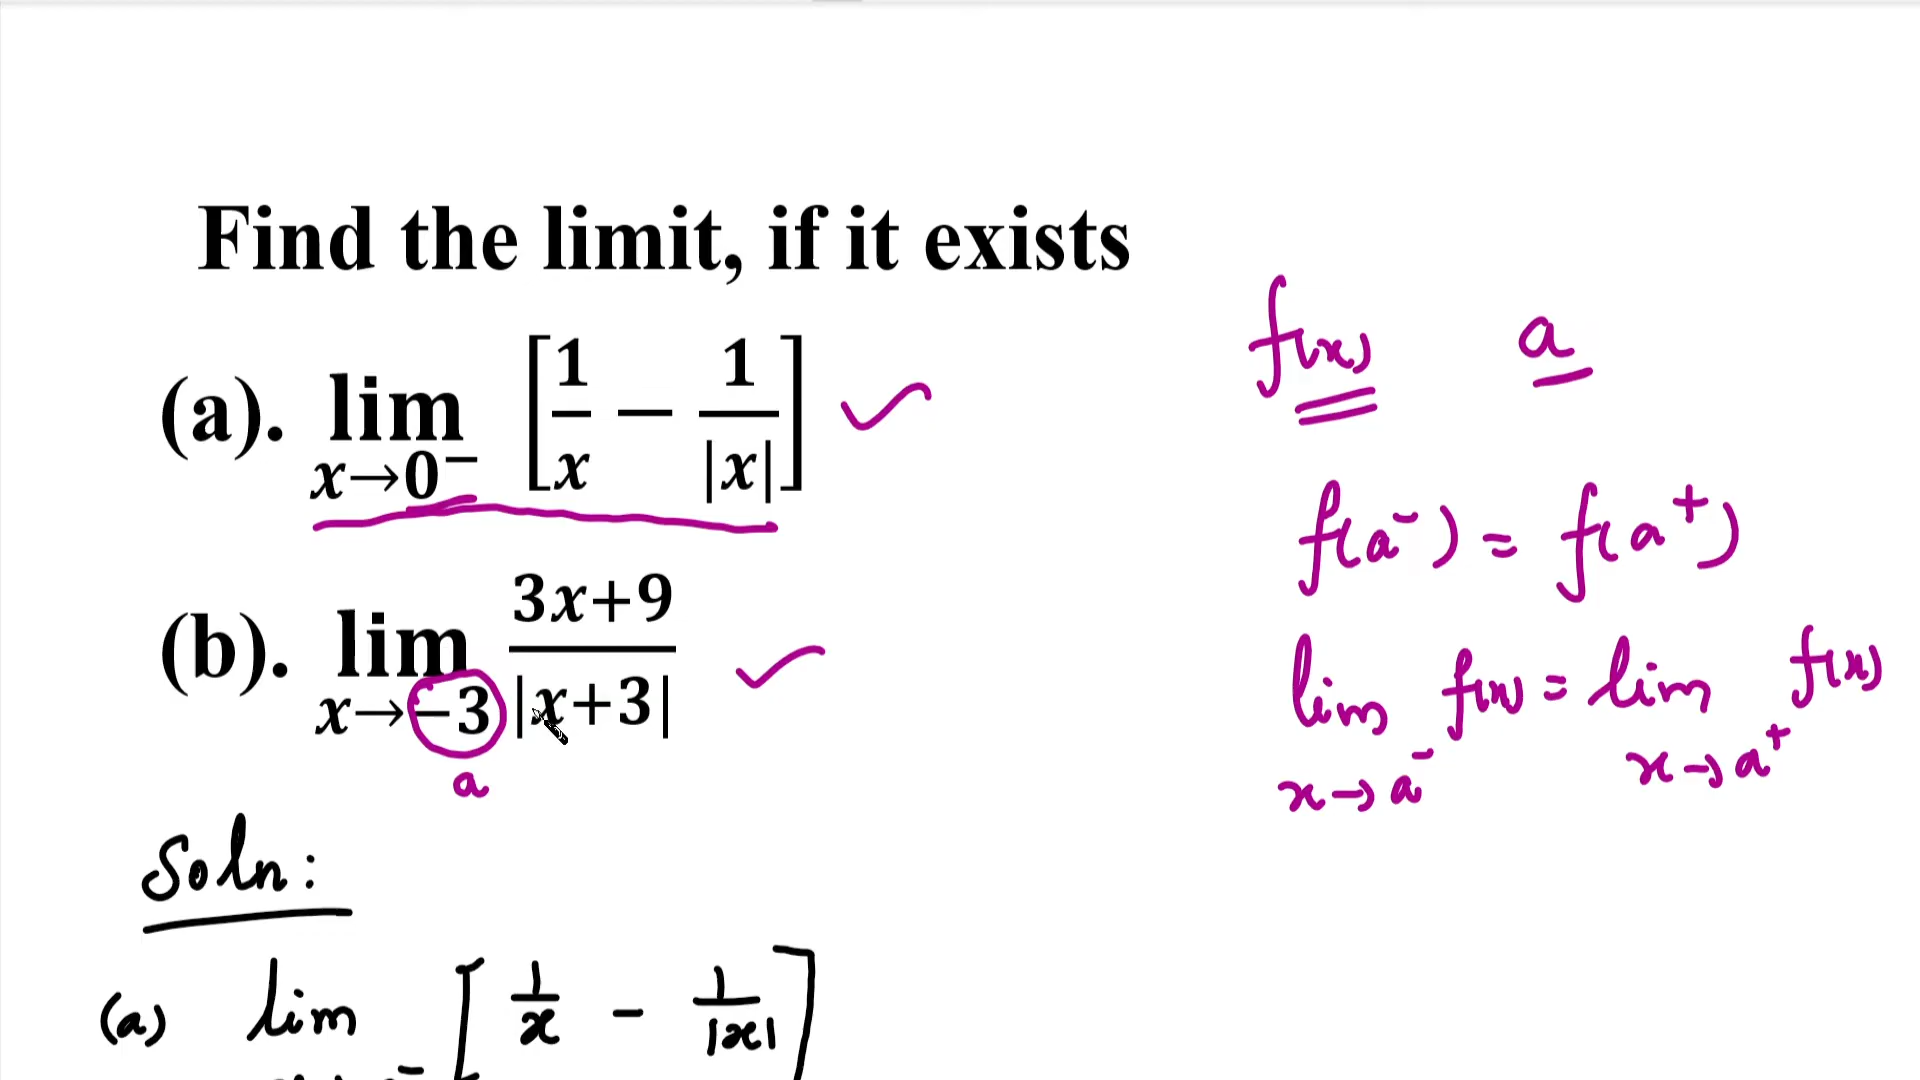 Find the limit, if it exists
(a). lim x→0⁻ [1/x − 1/|x|]
(b). lim x→−3 (3x+9)/|x+3|
a
f(x) a
f(a⁻) = f(a⁺)
lim x→a⁻ f(x) = lim x→a⁺ f(x)
Soln:
(a) lim [1/x − 1/|x|]